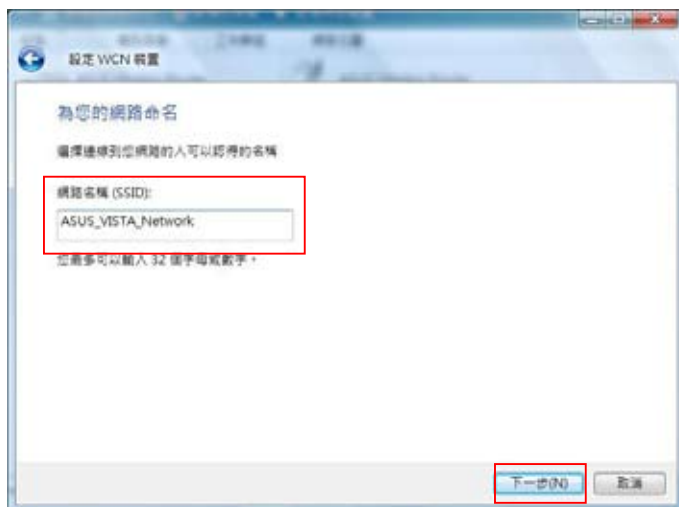 設定 WCN 裝置
為您的網路命名
選擇連線到您網路的人可以認得的名稱
網路名稱 (SSID):
ASUS_VISTA_Network
您最多可以輸入 32 個字母或數字。
下一步(N)
取消